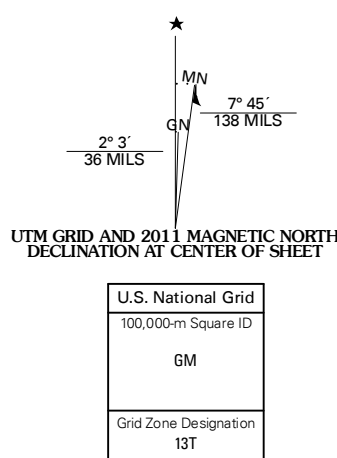 MN
7° 45´
138 MILS
GN
2° 3´
36 MILS
UTM GRID AND 2011 MAGNETIC NORTH
DECLINATION AT CENTER OF SHEET
U.S. National Grid
100,000-m Square ID
GM
Grid Zone Designation
13T